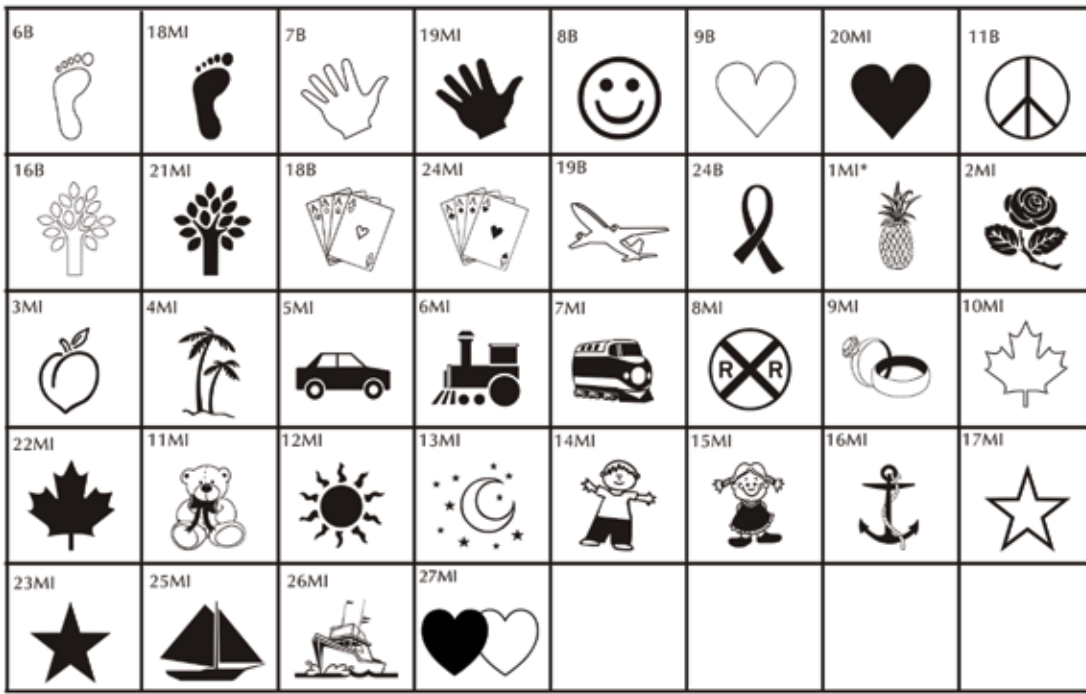 6B 18MI 7B 19MI 8B 9B 20MI 11B
16B 21MI 18B 24MI 19B 24B 1MI* 2MI
A A A A
A A A A
3MI 4MI 5MI 6MI 7MI 8MI 9MI 10MI
R R
22MI 11MI 12MI 13MI 14MI 15MI 16MI 17MI
23MI 25MI 26MI 27MI